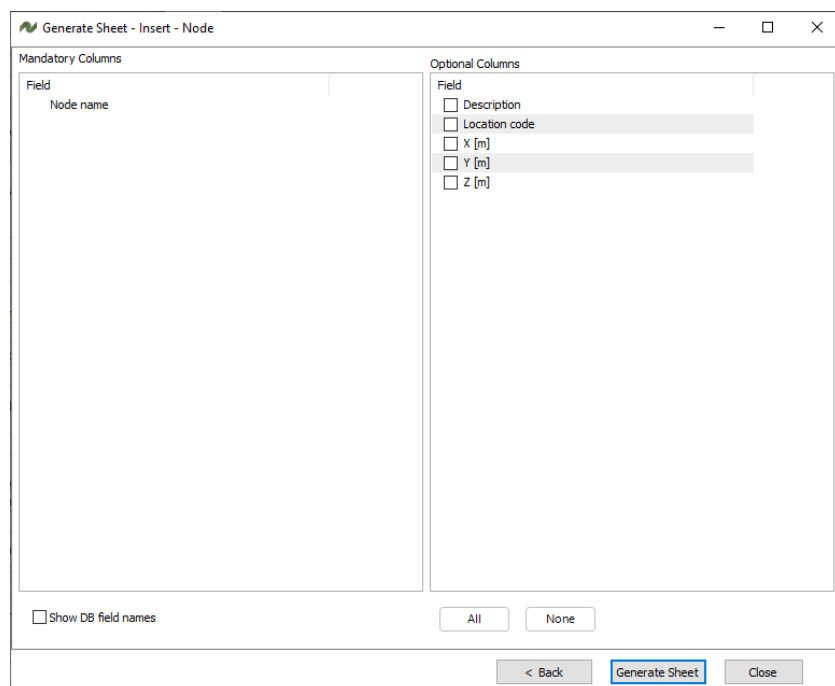 Generate Sheet - Insert - Node
Mandatory Columns
Field
Node name
Optional Columns
Field
Description
Location code
X [m]
Y [m]
Z [m]
Show DB field names
All
None
< Back
Generate Sheet
Close